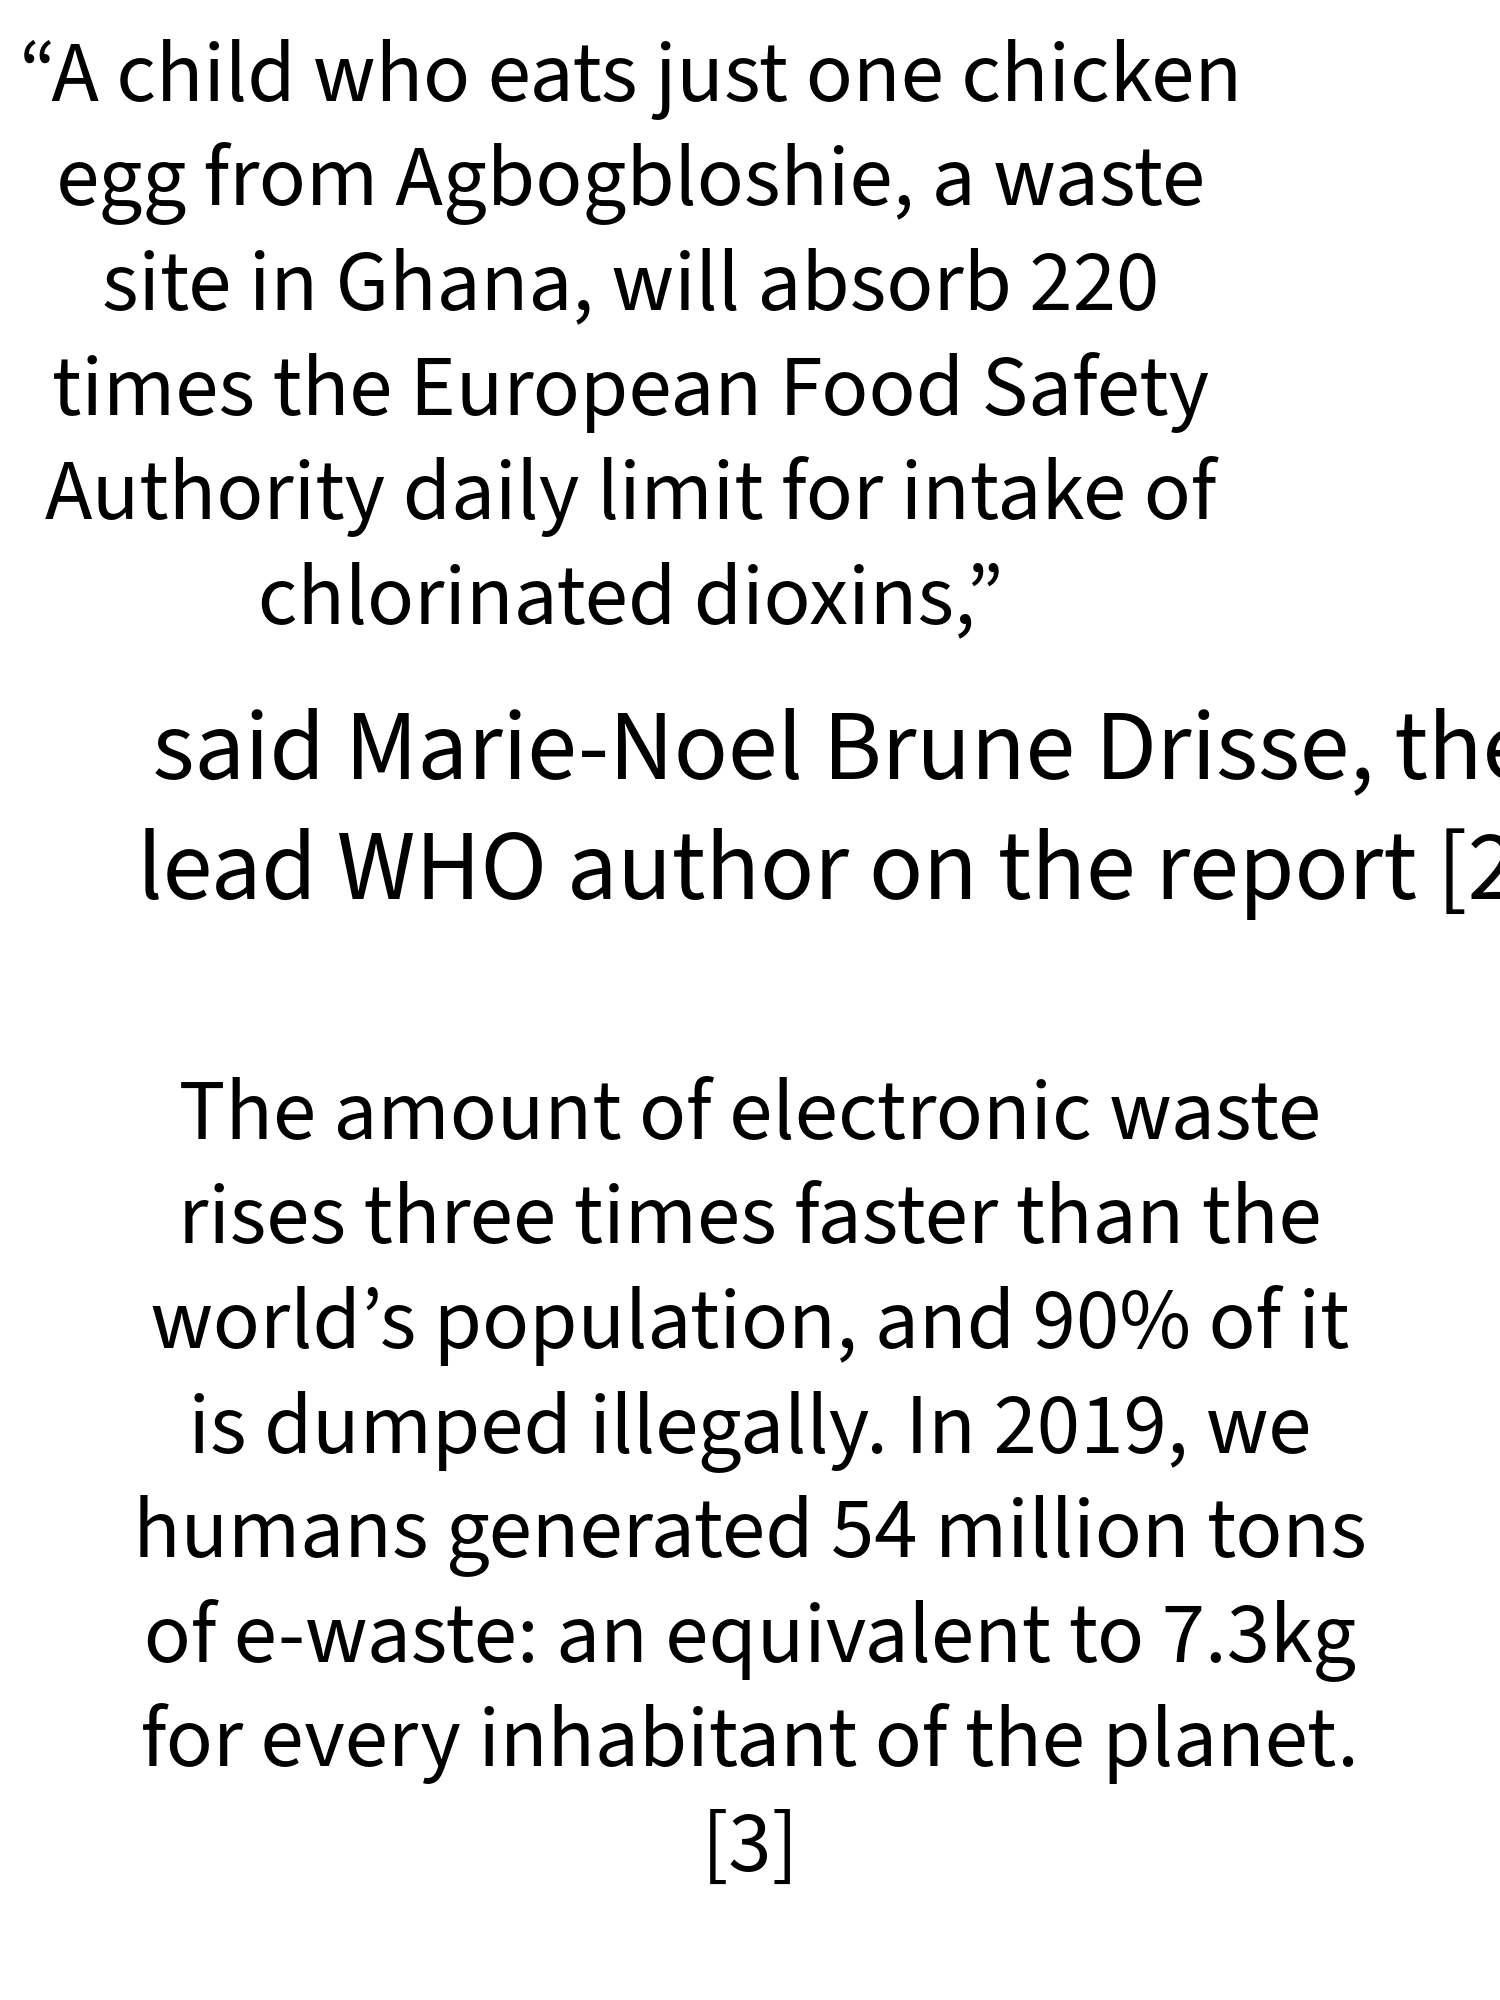 “A child who eats just one chicken
egg from Agbogbloshie, a waste
site in Ghana, will absorb 220
times the European Food Safety
Authority daily limit for intake of
chlorinated dioxins,”
said Marie-Noel Brune Drisse, the
lead WHO author on the report [2
The amount of electronic waste
rises three times faster than the
world’s population, and 90% of it
is dumped illegally. In 2019, we
humans generated 54 million tons
of e-waste: an equivalent to 7.3kg
for every inhabitant of the planet.
[3]